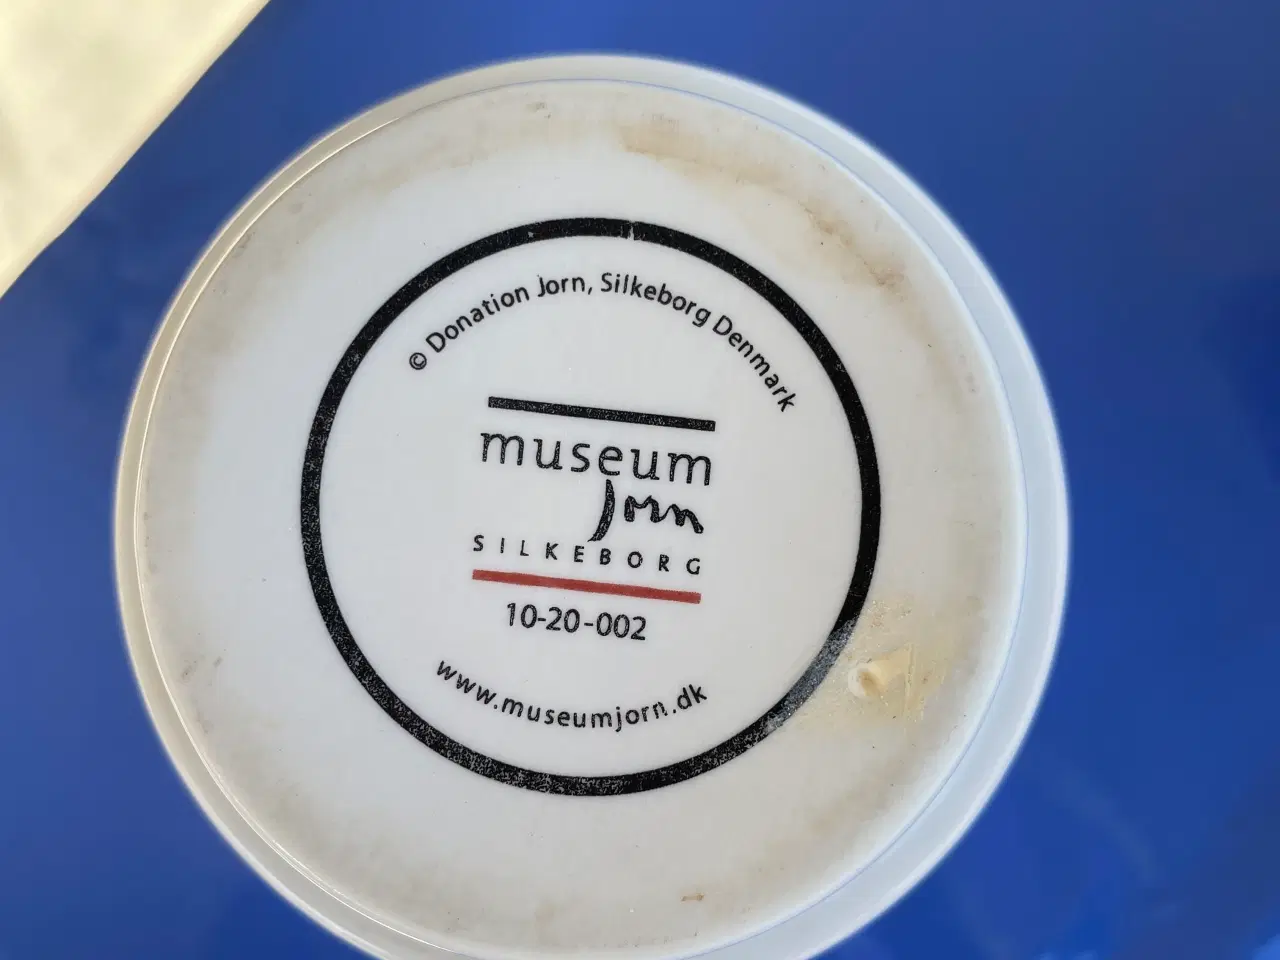 © Donation Jorn, Silkeborg Denmark
museum
jorn
SILKEBORG
10-20-002
www.museumjorn.dk